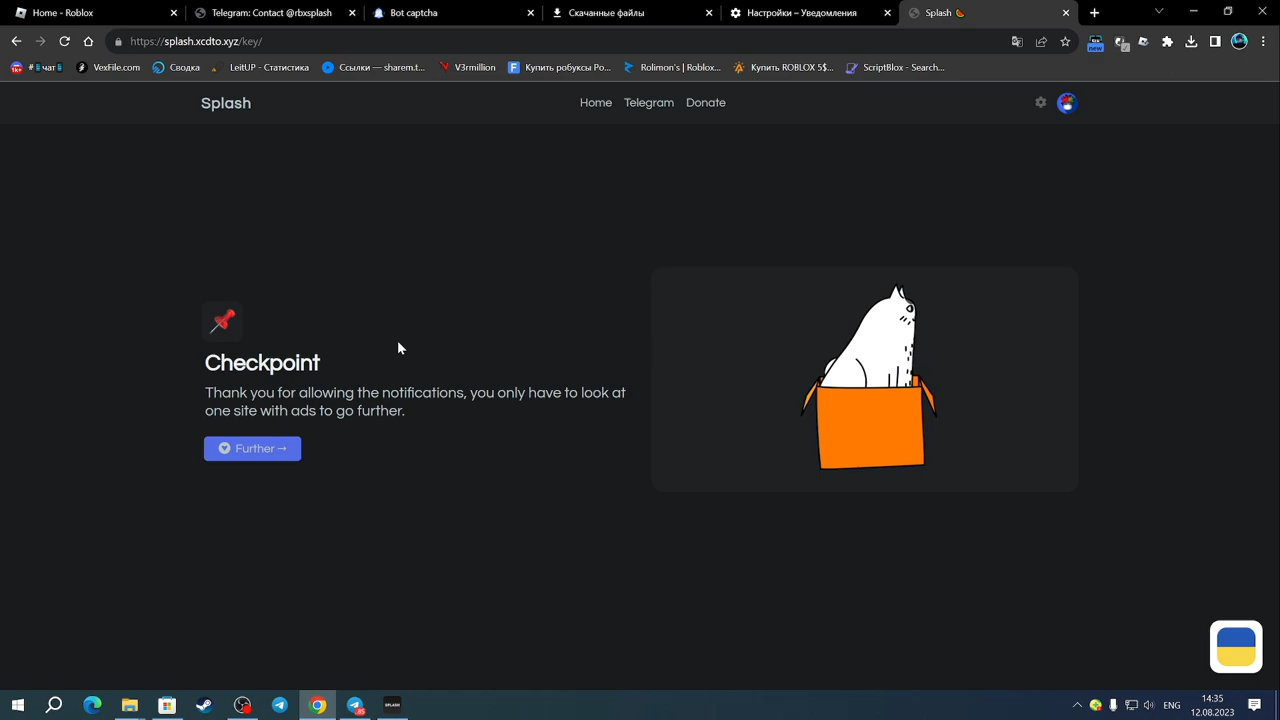 Home - Roblox
Telegram: Contact @rbxsplash
Bot captcha
Скачанные файлы
Настройки – Уведомления
Splash
https://splash.xcdto.xyz/key/
new
VexFile.com
Сводка
LeitUP - Статистика
Ссылки — sharem.t...
V3rmillion
Купить робуксы Ро...
Rolimon's | Roblox...
Купить ROBLOX 5$...
ScriptBlox - Search...
Splash
Home
Telegram
Donate
Checkpoint
Thank you for allowing the notifications, you only have to look at
one site with ads to go further.
Further →
SPLASH
ENG
14:35
12.08.2023